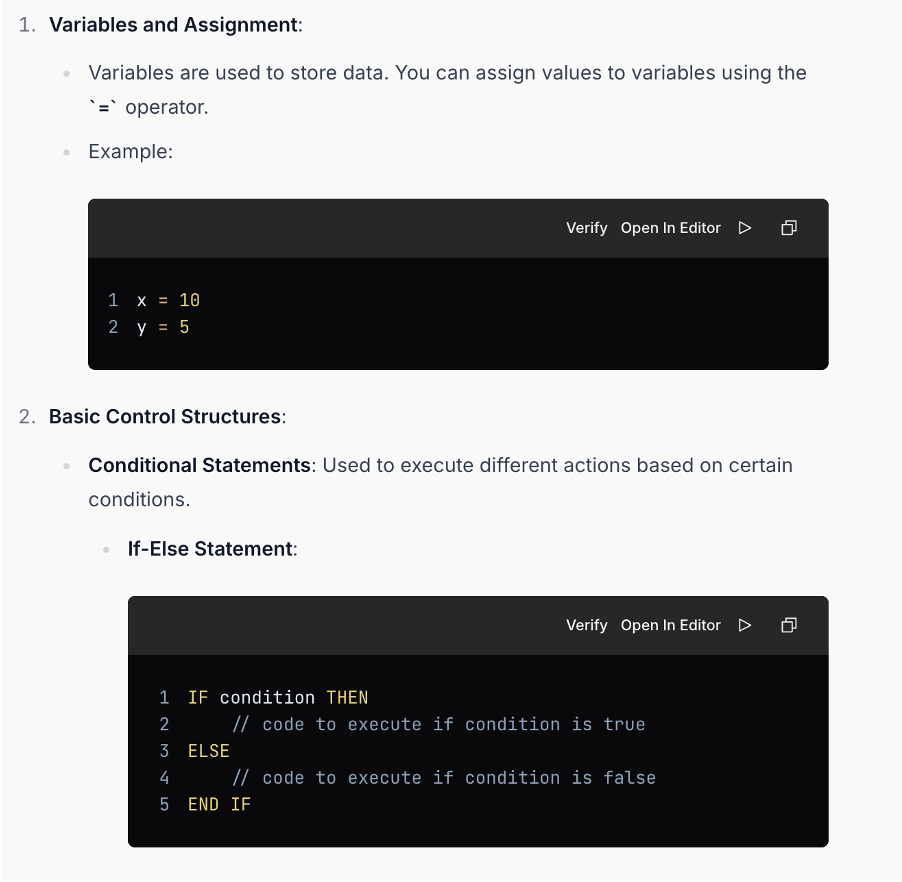 1. Variables and Assignment:
Variables are used to store data. You can assign values to variables using the
`=` operator.
Example:
Verify Open In Editor
1 x = 10
2 y = 5
2. Basic Control Structures:
Conditional Statements: Used to execute different actions based on certain
conditions.
If-Else Statement:
Verify Open In Editor
1 IF condition THEN
2     // code to execute if condition is true
3 ELSE
4     // code to execute if condition is false
5 END IF